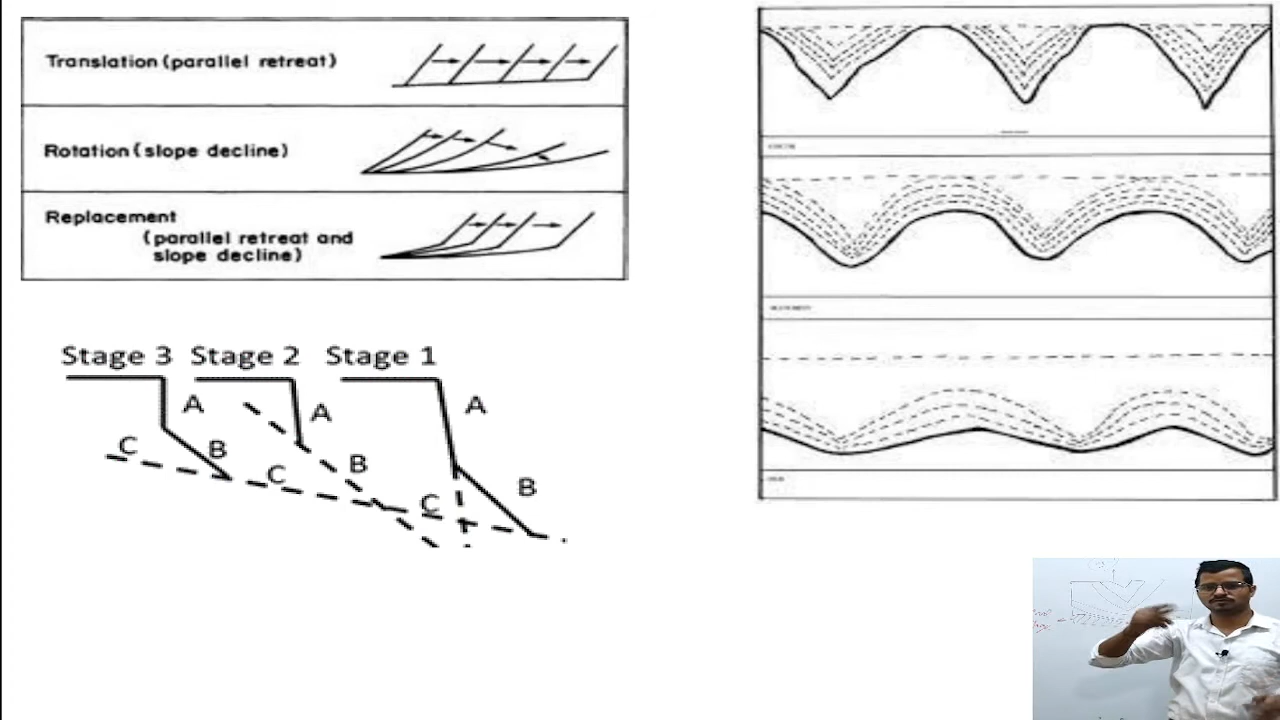 Translation (parallel retreat)
Rotation (slope decline)
Replacement
(parallel retreat and
slope decline)
Stage 3 Stage 2 Stage 1
A
A
A
B
B
B
C
C
C